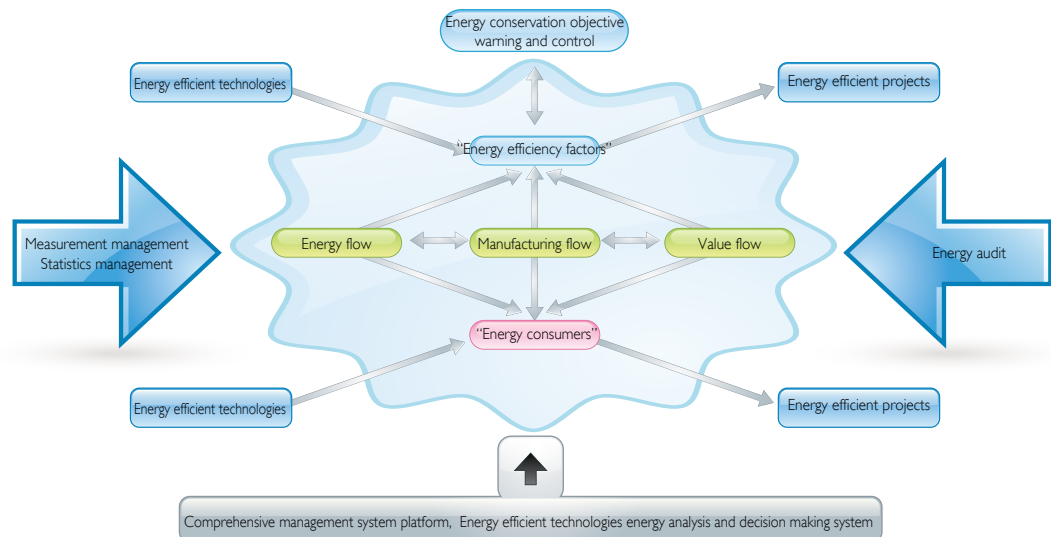 Energy conservation objective
warning and control
Energy efficient technologies
Energy efficient projects
“Energy efficiency factors”
Measurement management
Statistics management
Energy flow
Manufacturing flow
Value flow
Energy audit
“Energy consumers”
Energy efficient technologies
Energy efficient projects
Comprehensive management system platform, Energy efficient technologies energy analysis and decision making system